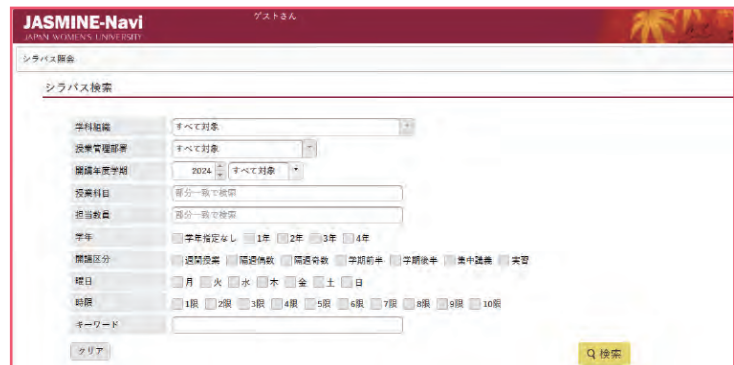 JASMINE-Navi ゲストさん
JAPAN WOMEN'S UNIVERSITY
シラバス照会
シラバス検索
学科組織 すべて対象
授業管理部署 すべて対象
開講年度学期 2024 すべて対象
授業科目 部分一致で検索
担当教員 部分一致で検索
学年 学年指定なし 1年 2年 3年 4年
開講区分 週間授業 隔週偶数 隔週奇数 学期前半 学期後半 集中講義 実習
曜日 月 火 水 木 金 土 日
時限 1限 2限 3限 4限 5限 6限 7限 8限 9限 10限
キーワード
クリア 検索